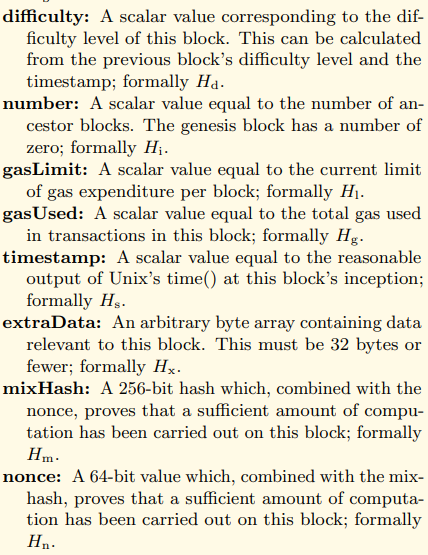 difficulty: A scalar value corresponding to the dif-
ficulty level of this block. This can be calculated
from the previous block's difficulty level and the
timestamp; formally H_d.
number: A scalar value equal to the number of an-
cestor blocks. The genesis block has a number of
zero; formally H_i.
gasLimit: A scalar value equal to the current limit
of gas expenditure per block; formally H_l.
gasUsed: A scalar value equal to the total gas used
in transactions in this block; formally H_g.
timestamp: A scalar value equal to the reasonable
output of Unix's time() at this block's inception;
formally H_s.
extraData: An arbitrary byte array containing data
relevant to this block. This must be 32 bytes or
fewer; formally H_x.
mixHash: A 256-bit hash which, combined with the
nonce, proves that a sufficient amount of compu-
tation has been carried out on this block; formally
H_m.
nonce: A 64-bit value which, combined with the mix-
hash, proves that a sufficient amount of computa-
tion has been carried out on this block; formally
H_n.